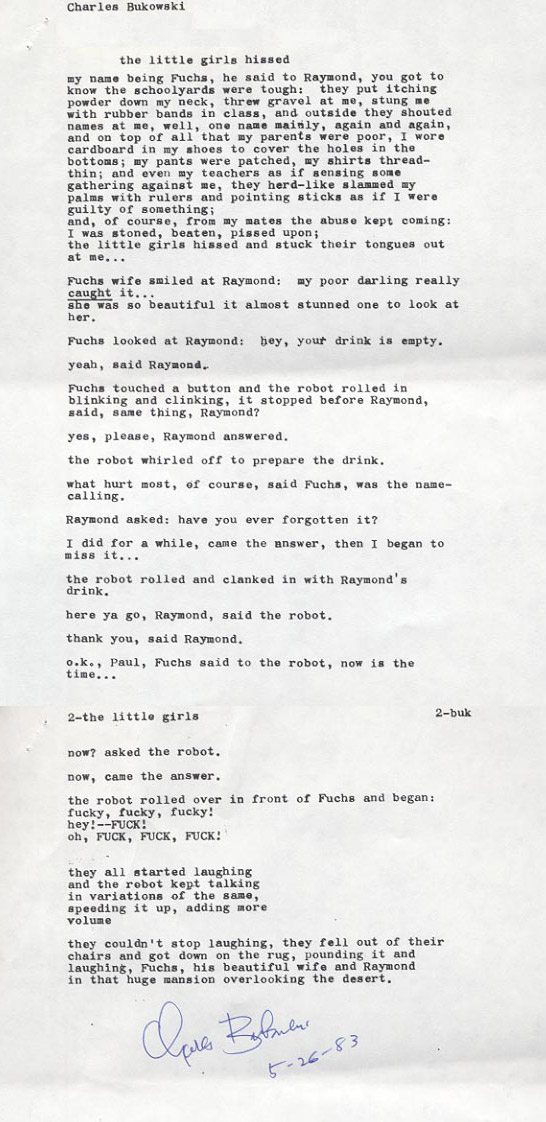 Charles Bukowski
the little girls hissed
my name being Fuchs, he said to Raymond, you got to
know the schoolyards were tough: they put itching
powder down my neck, threw gravel at me, stung me
with rubber bands in class, and outside they shouted
names at me, well, one name mainly, again and again,
and on top of all that my parents were poor, I wore
cardboard in my shoes to cover the holes in the
bottoms; my pants were patched, my shirts thread-
thin; and even my teachers as if sensing some
gathering against me, they herd-like slammed my
palms with rulers and pointing sticks as if I were
guilty of something;
and, of course, from my mates the abuse kept coming:
I was stoned, beaten, pissed upon;
the little girls hissed and stuck their tongues out
at me...
Fuchs wife smiled at Raymond: my poor darling really
caught it...
she was so beautiful it almost stunned one to look at
her.
Fuchs looked at Raymond: hey, your drink is empty.
yeah, said Raymond.
Fuchs touched a button and the robot rolled in
blinking and clinking, it stopped before Raymond,
said, same thing, Raymond?
yes, please, Raymond answered.
the robot whirled off to prepare the drink.
what hurt most, of course, said Fuchs, was the name-
calling.
Raymond asked: have you ever forgotten it?
I did for a while, came the answer, then I began to
miss it...
the robot rolled and clanked in with Raymond's
drink.
here ya go, Raymond, said the robot.
thank you, said Raymond.
o.k., Paul, Fuchs said to the robot, now is the
time...
2-the little girls 2-buk
now? asked the robot.
now, came the answer.
the robot rolled over in front of Fuchs and began:
fucky, fucky, fucky!
hey!--FUCK!
oh, FUCK, FUCK, FUCK!
they all started laughing
and the robot kept talking
in variations of the same,
speeding it up, adding more
volume
they couldn't stop laughing, they fell out of their
chairs and got down on the rug, pounding it and
laughing, Fuchs, his beautiful wife and Raymond
in that huge mansion overlooking the desert.
Charles Bukowski
5-26-83